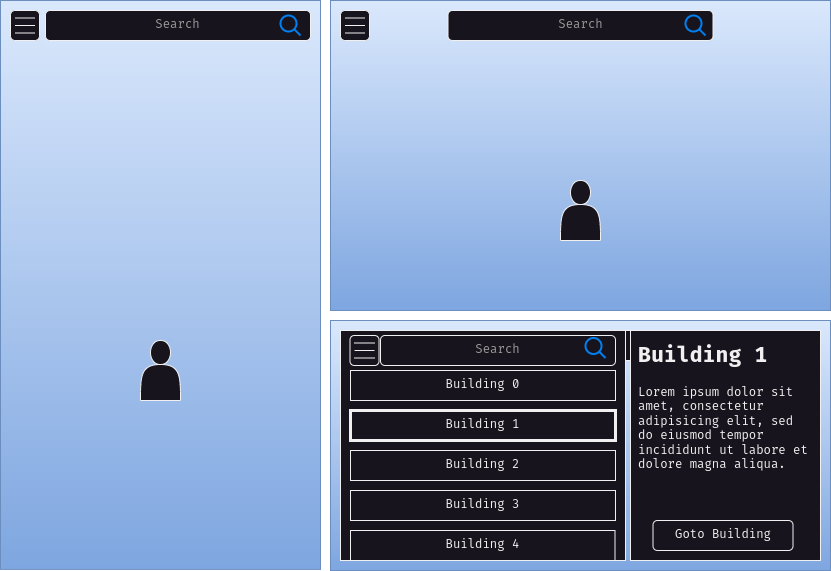 Search
Search
Search
Building 0
Building 1
Building 2
Building 3
Building 4
Building 1
Lorem ipsum dolor sit
amet, consectetur
adipisicing elit, sed
do eiusmod tempor
incididunt ut labore et
dolore magna aliqua.
Goto Building